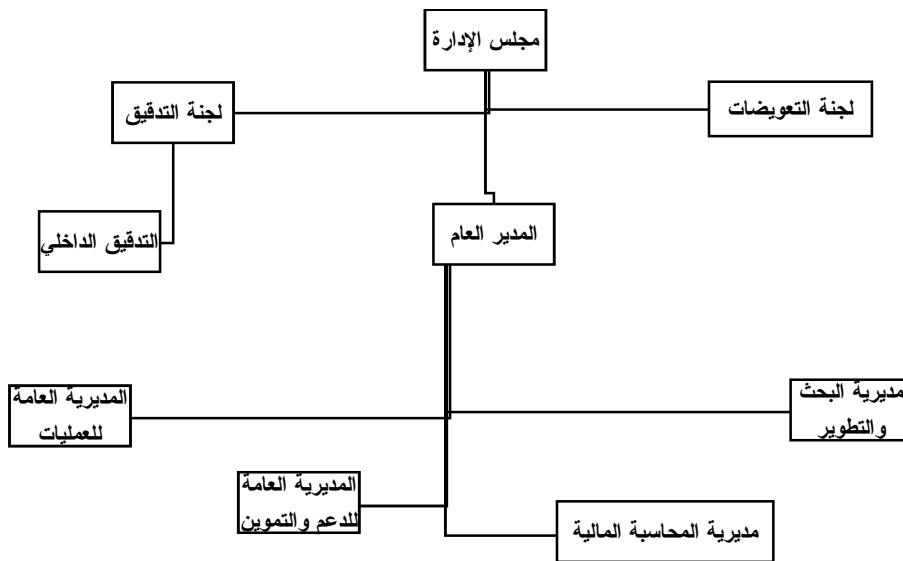 مجلس الإدارة
لجنة التعويضات
لجنة التدقيق
المدير العام
التدقيق الداخلي
مديرية البحث
والتطوير
المديرية العامة
للعمليات
المديرية العامة
للدعم والتموين
مديرية المحاسبة المالية